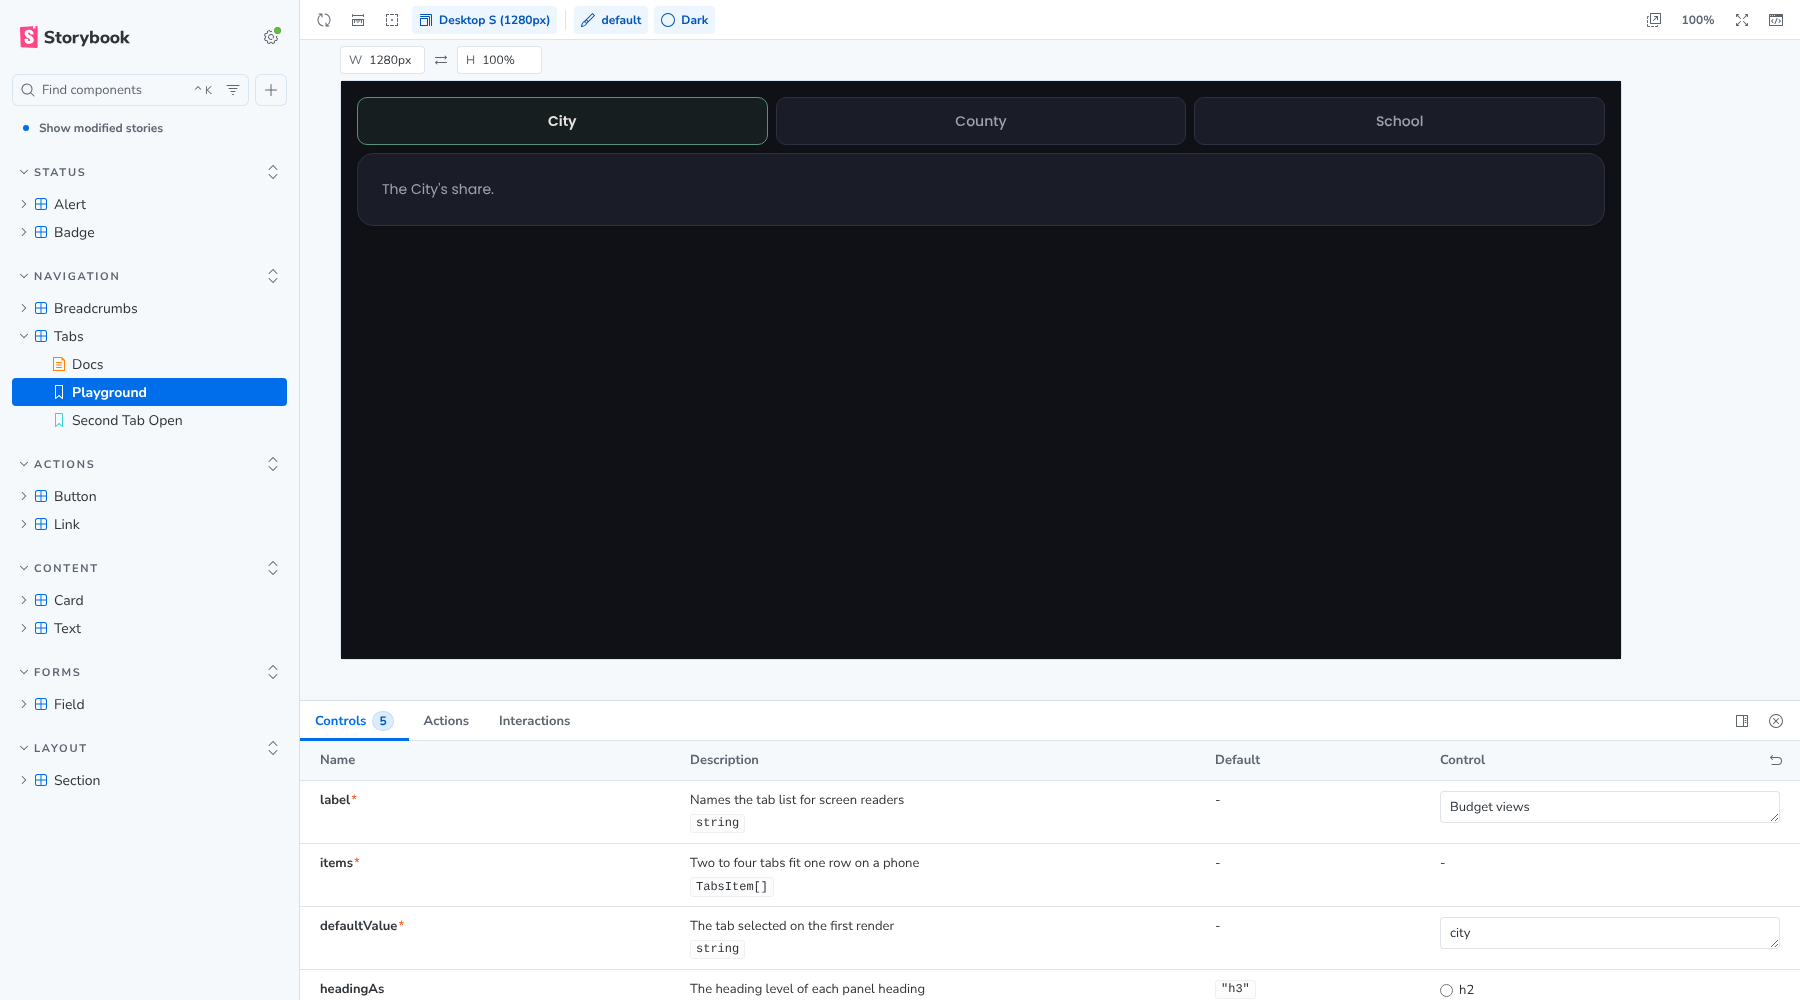 Storybook
Find components
^ K
Show modified stories
STATUS
Alert
Badge
NAVIGATION
Breadcrumbs
Tabs
Docs
Playground
Second Tab Open
ACTIONS
Button
Link
CONTENT
Card
Text
FORMS
Field
LAYOUT
Section
Desktop S (1280px)
default
Dark
100%
W 1280px
H 100%
City
County
School
The City's share.
Controls 5
Actions
Interactions
Name
Description
Default
Control
label*
Names the tab list for screen readers
string
-
Budget views
items*
Two to four tabs fit one row on a phone
TabsItem[]
-
-
defaultValue*
The tab selected on the first render
string
-
city
headingAs
The heading level of each panel heading
"h3"
h2